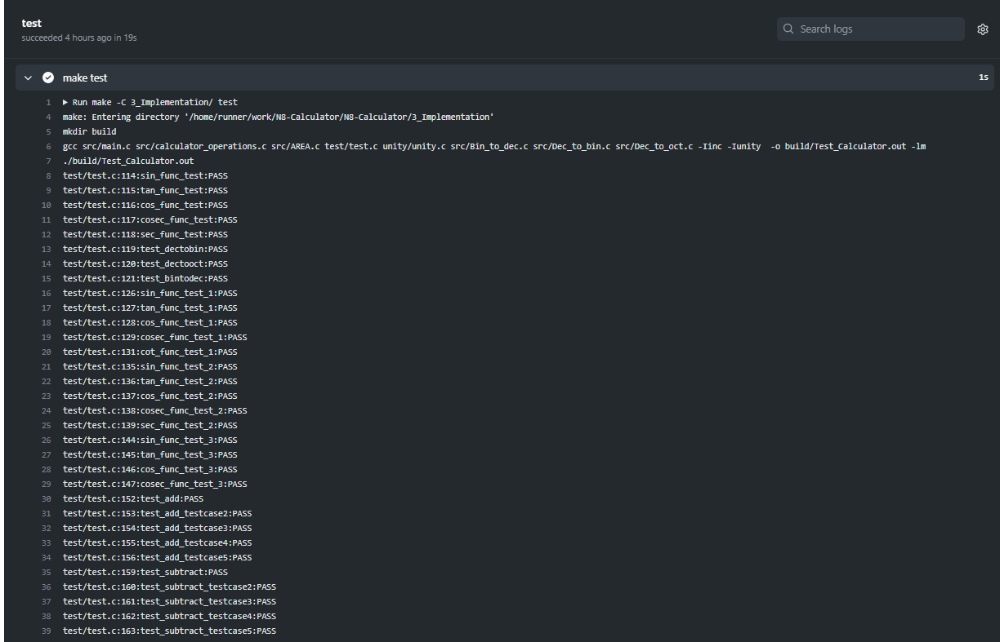 test
succeeded 4 hours ago in 19s
Search logs
make test
1s
1 ▶ Run make -C 3_Implementation/ test
4 make: Entering directory '/home/runner/work/N8-Calculator/N8-Calculator/3_Implementation'
5 mkdir build
6 gcc src/main.c src/calculator_operations.c src/AREA.c test/test.c unity/unity.c src/Bin_to_dec.c src/Dec_to_bin.c src/Dec_to_oct.c -Iinc -Iunity  -o build/Test_Calculator.out -lm
7 ./build/Test_Calculator.out
8 test/test.c:114:sin_func_test:PASS
9 test/test.c:115:tan_func_test:PASS
10 test/test.c:116:cos_func_test:PASS
11 test/test.c:117:cosec_func_test:PASS
12 test/test.c:118:sec_func_test:PASS
13 test/test.c:119:test_dectobin:PASS
14 test/test.c:120:test_dectooct:PASS
15 test/test.c:121:test_bintodec:PASS
16 test/test.c:126:sin_func_test_1:PASS
17 test/test.c:127:tan_func_test_1:PASS
18 test/test.c:128:cos_func_test_1:PASS
19 test/test.c:129:cosec_func_test_1:PASS
20 test/test.c:131:cot_func_test_1:PASS
21 test/test.c:135:sin_func_test_2:PASS
22 test/test.c:136:tan_func_test_2:PASS
23 test/test.c:137:cos_func_test_2:PASS
24 test/test.c:138:cosec_func_test_2:PASS
25 test/test.c:139:sec_func_test_2:PASS
26 test/test.c:144:sin_func_test_3:PASS
27 test/test.c:145:tan_func_test_3:PASS
28 test/test.c:146:cos_func_test_3:PASS
29 test/test.c:147:cosec_func_test_3:PASS
30 test/test.c:152:test_add:PASS
31 test/test.c:153:test_add_testcase2:PASS
32 test/test.c:154:test_add_testcase3:PASS
33 test/test.c:155:test_add_testcase4:PASS
34 test/test.c:156:test_add_testcase5:PASS
35 test/test.c:159:test_subtract:PASS
36 test/test.c:160:test_subtract_testcase2:PASS
37 test/test.c:161:test_subtract_testcase3:PASS
38 test/test.c:162:test_subtract_testcase4:PASS
39 test/test.c:163:test_subtract_testcase5:PASS